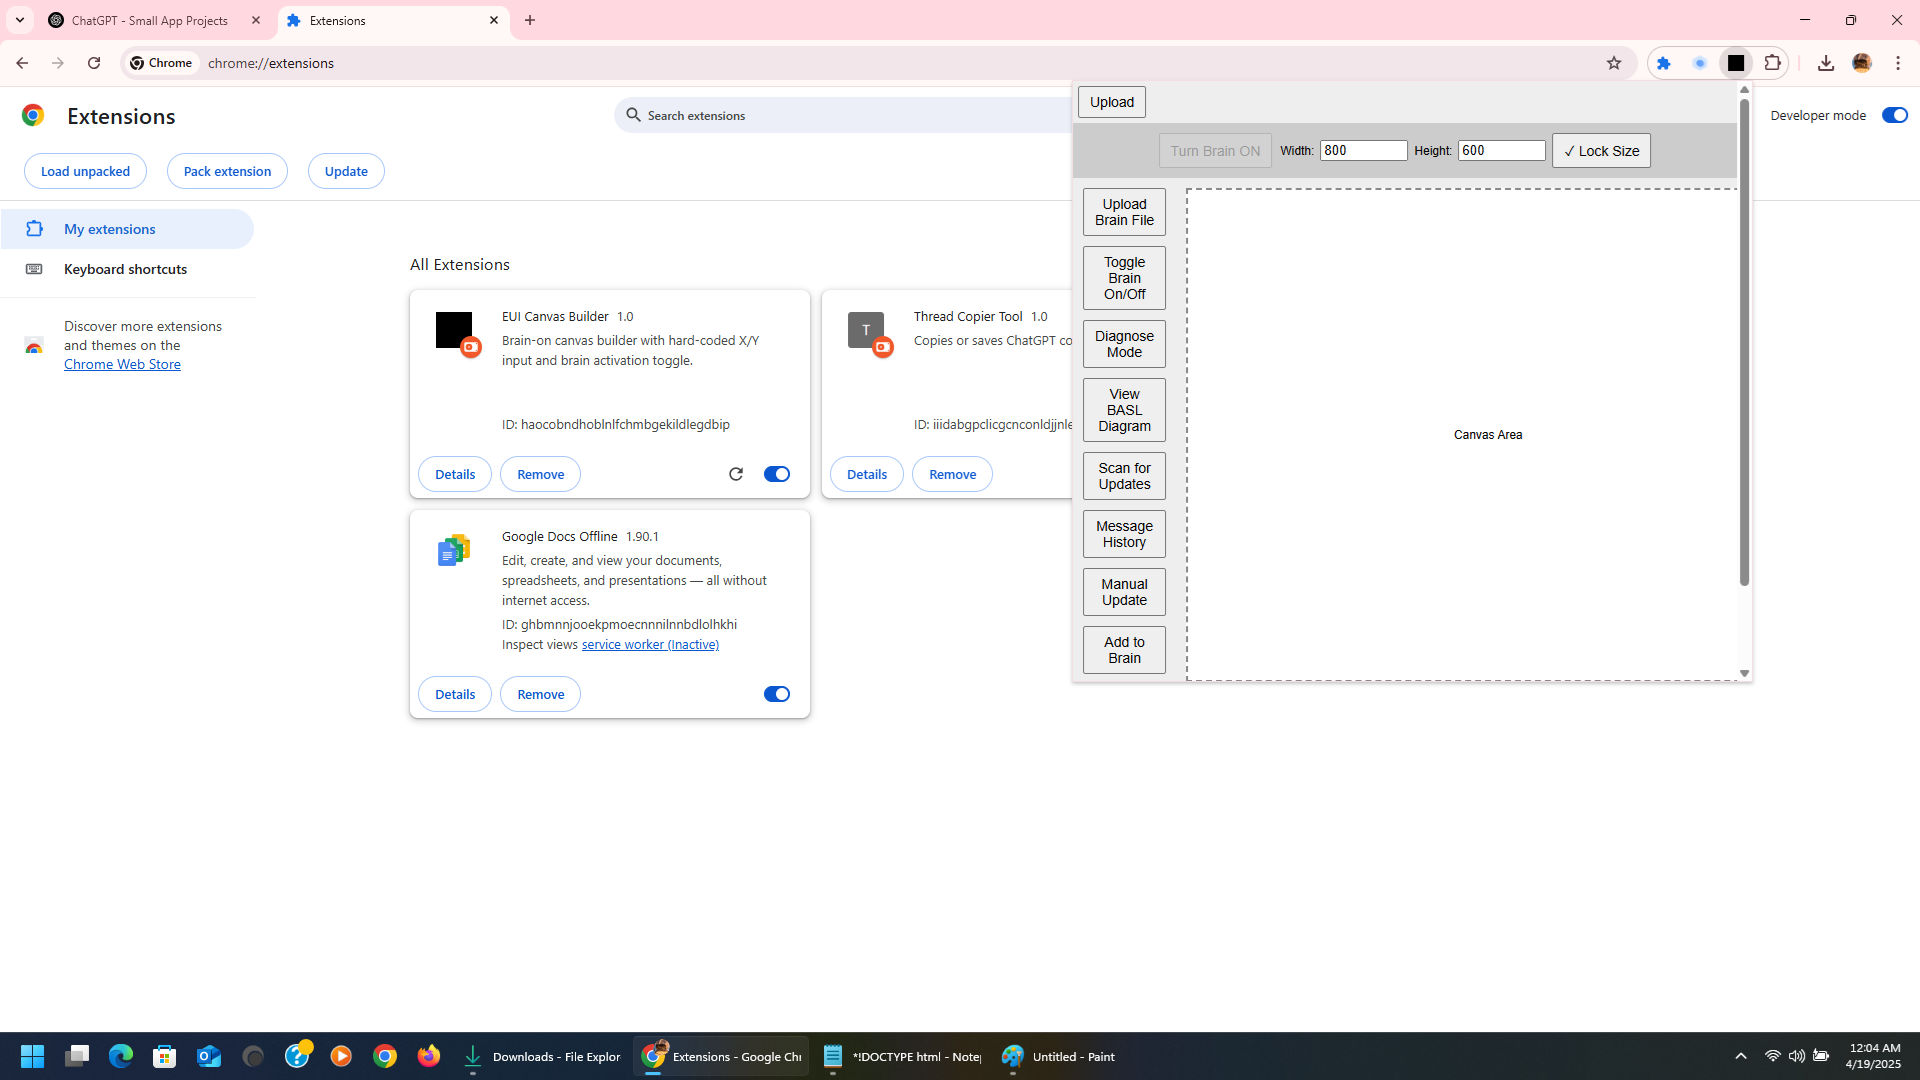 ChatGPT - Small App Projects
Extensions
Chrome
chrome://extensions
Extensions
Search extensions
Developer mode
Load unpacked
Pack extension
Update
My extensions
Keyboard shortcuts
Discover more extensions
and themes on the
Chrome Web Store
All Extensions
EUI Canvas Builder 1.0
Brain-on canvas builder with hard-coded X/Y
input and brain activation toggle.
ID: haocobndhoblnlfchmbgekildlegdbip
Details
Remove
T
Thread Copier Tool 1.0
Copies or saves ChatGPT co
ID: iiidabgpclicgcnconldjjnle
Details
Remove
Google Docs Offline 1.90.1
Edit, create, and view your documents,
spreadsheets, and presentations — all without
internet access.
ID: ghbmnnjooekpmoecnnnilnnbdlolhkhi
Inspect views service worker (Inactive)
Details
Remove
Upload
Turn Brain ON
Width: 800
Height: 600
✓ Lock Size
Upload
Brain File
Toggle
Brain
On/Off
Diagnose
Mode
View
BASL
Diagram
Scan for
Updates
Message
History
Manual
Update
Add to
Brain
Canvas Area
Downloads - File Explor
Extensions - Google Chr
*!DOCTYPE html - Note
Untitled - Paint
12:04 AM
4/19/2025